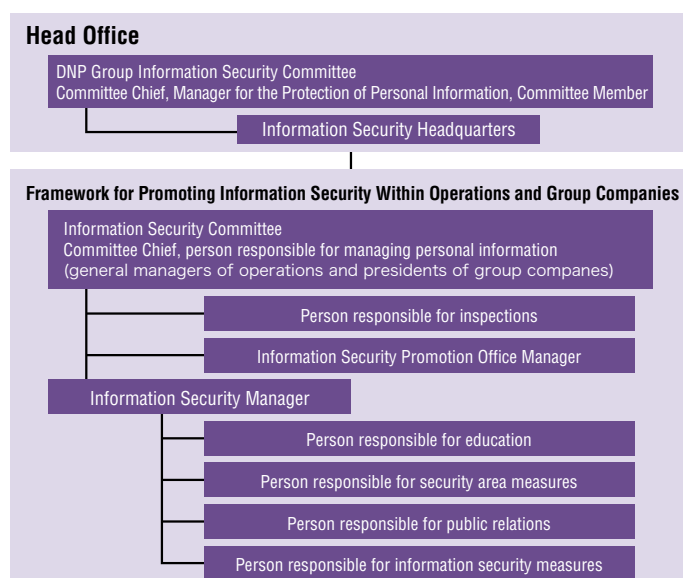 Head Office
DNP Group Information Security Committee
Committee Chief, Manager for the Protection of Personal Information, Committee Member
Information Security Headquarters
Framework for Promoting Information Security Within Operations and Group Companies
Information Security Committee
Committee Chief, person responsible for managing personal information
(general managers of operations and presidents of group companes)
Person responsible for inspections
Information Security Promotion Office Manager
Information Security Manager
Person responsible for education
Person responsible for security area measures
Person responsible for public relations
Person responsible for information security measures